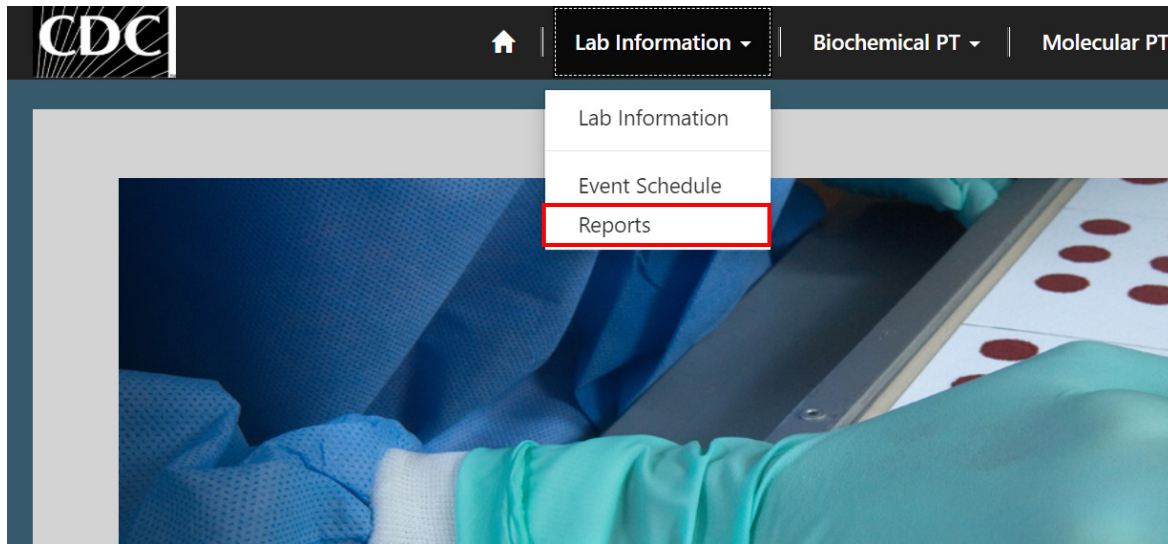 CDC
Lab Information
Biochemical PT
Molecular PT
Lab Information
Event Schedule
Reports